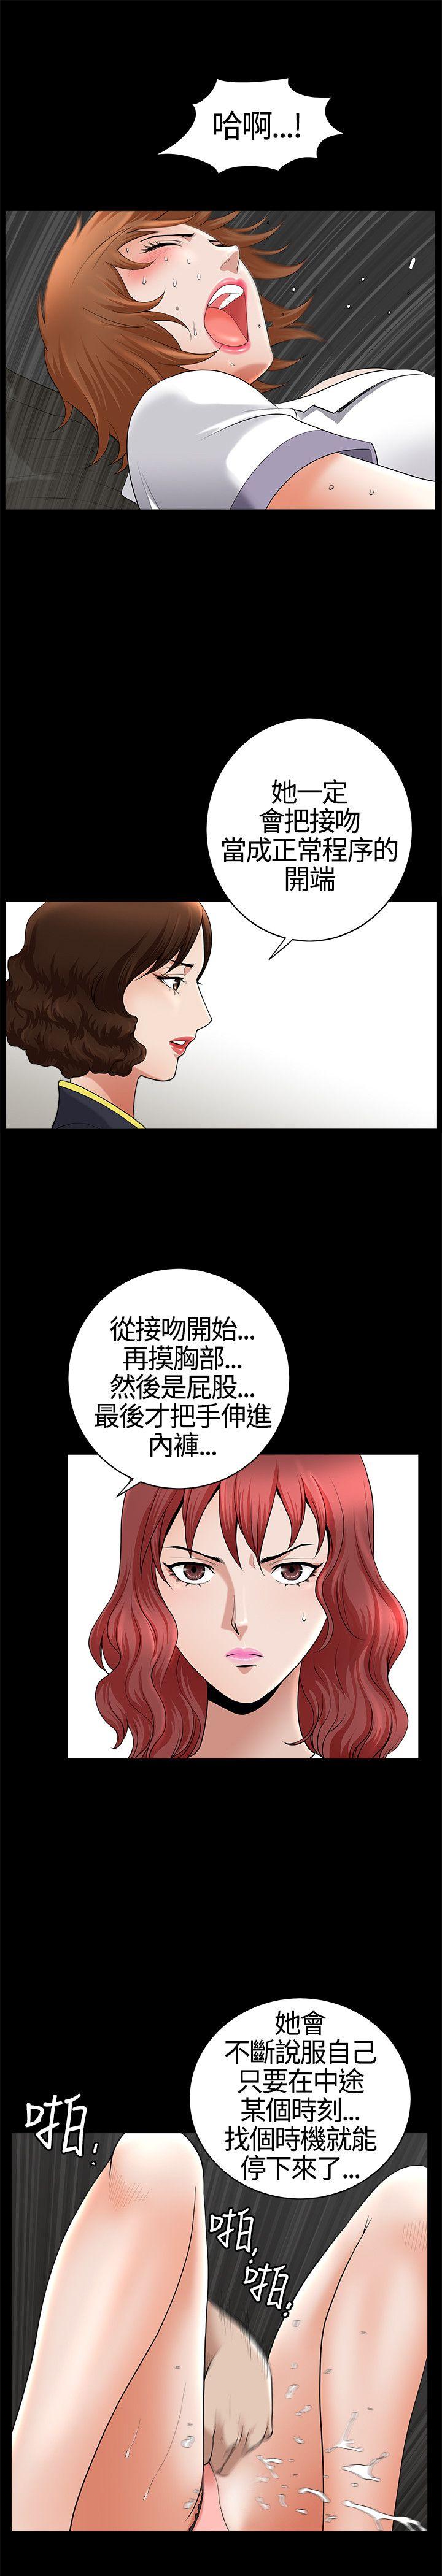 哈啊...!
她一定
會把接吻
當成正常程序的
開端
從接吻開始...
再摸胸部...
然後是屁股...
最後才把手伸進
內褲...
她會
不斷說服自己
只要在中途
某個時刻...
找個時機就能
停下來了...
啪!
啪!
啪!